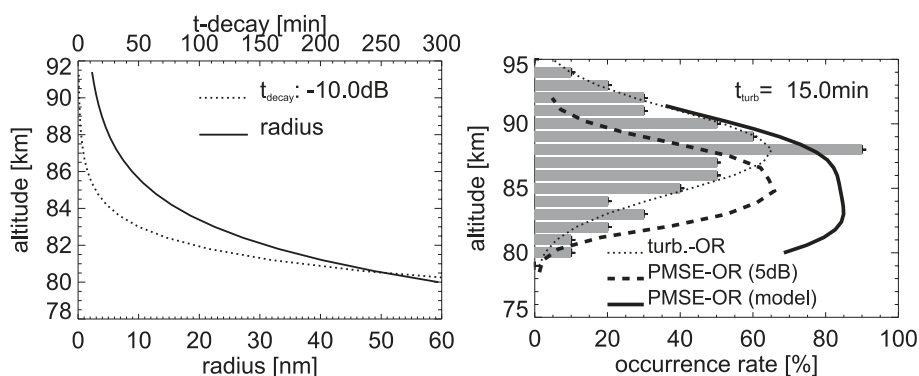 t-decay [min]
0 50 100 150 200 250 300
92
90
88
86
84
82
80
78
altitude [km]
t_decay: -10.0dB
radius
0 10 20 30 40 50 60
radius [nm]
95
90
85
80
75
altitude [km]
t_turb= 15.0min
turb.-OR
PMSE-OR (5dB)
PMSE-OR (model)
0 20 40 60 80 100
occurrence rate [%]